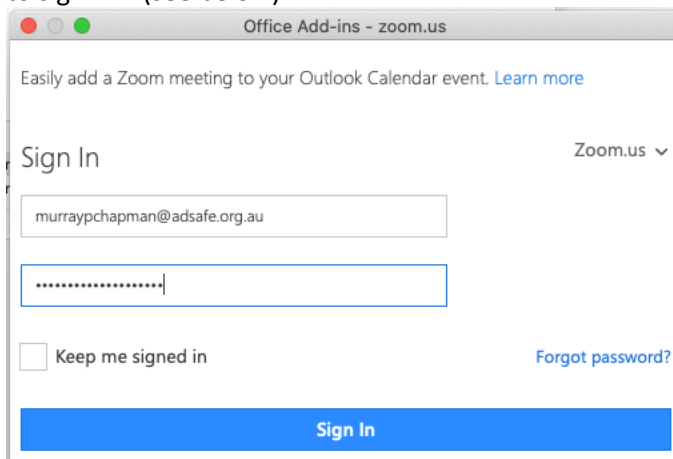 Office Add-ins - zoom.us
Easily add a Zoom meeting to your Outlook Calendar event. Learn more
Sign In
Zoom.us
murraypchapman@adsafe.org.au
••••••••••••••••••••
Keep me signed in
Forgot password?
Sign In